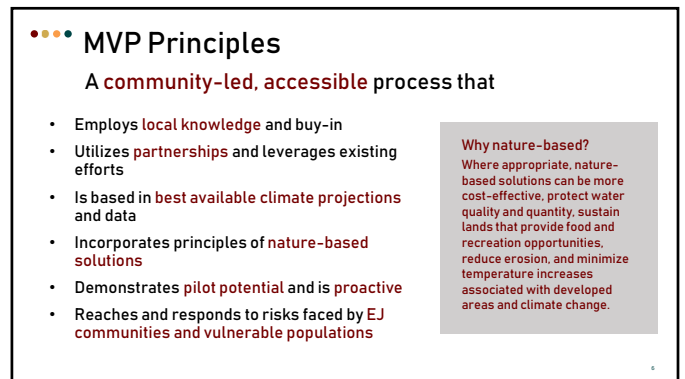 MVP Principles
A community-led, accessible process that
• Employs local knowledge and buy-in
• Utilizes partnerships and leverages existing
efforts
• Is based in best available climate projections
and data
• Incorporates principles of nature-based
solutions
• Demonstrates pilot potential and is proactive
• Reaches and responds to risks faced by EJ
communities and vulnerable populations
Why nature-based?
Where appropriate, nature-
based solutions can be more
cost-effective, protect water
quality and quantity, sustain
lands that provide food and
recreation opportunities,
reduce erosion, and minimize
temperature increases
associated with developed
areas and climate change.
6